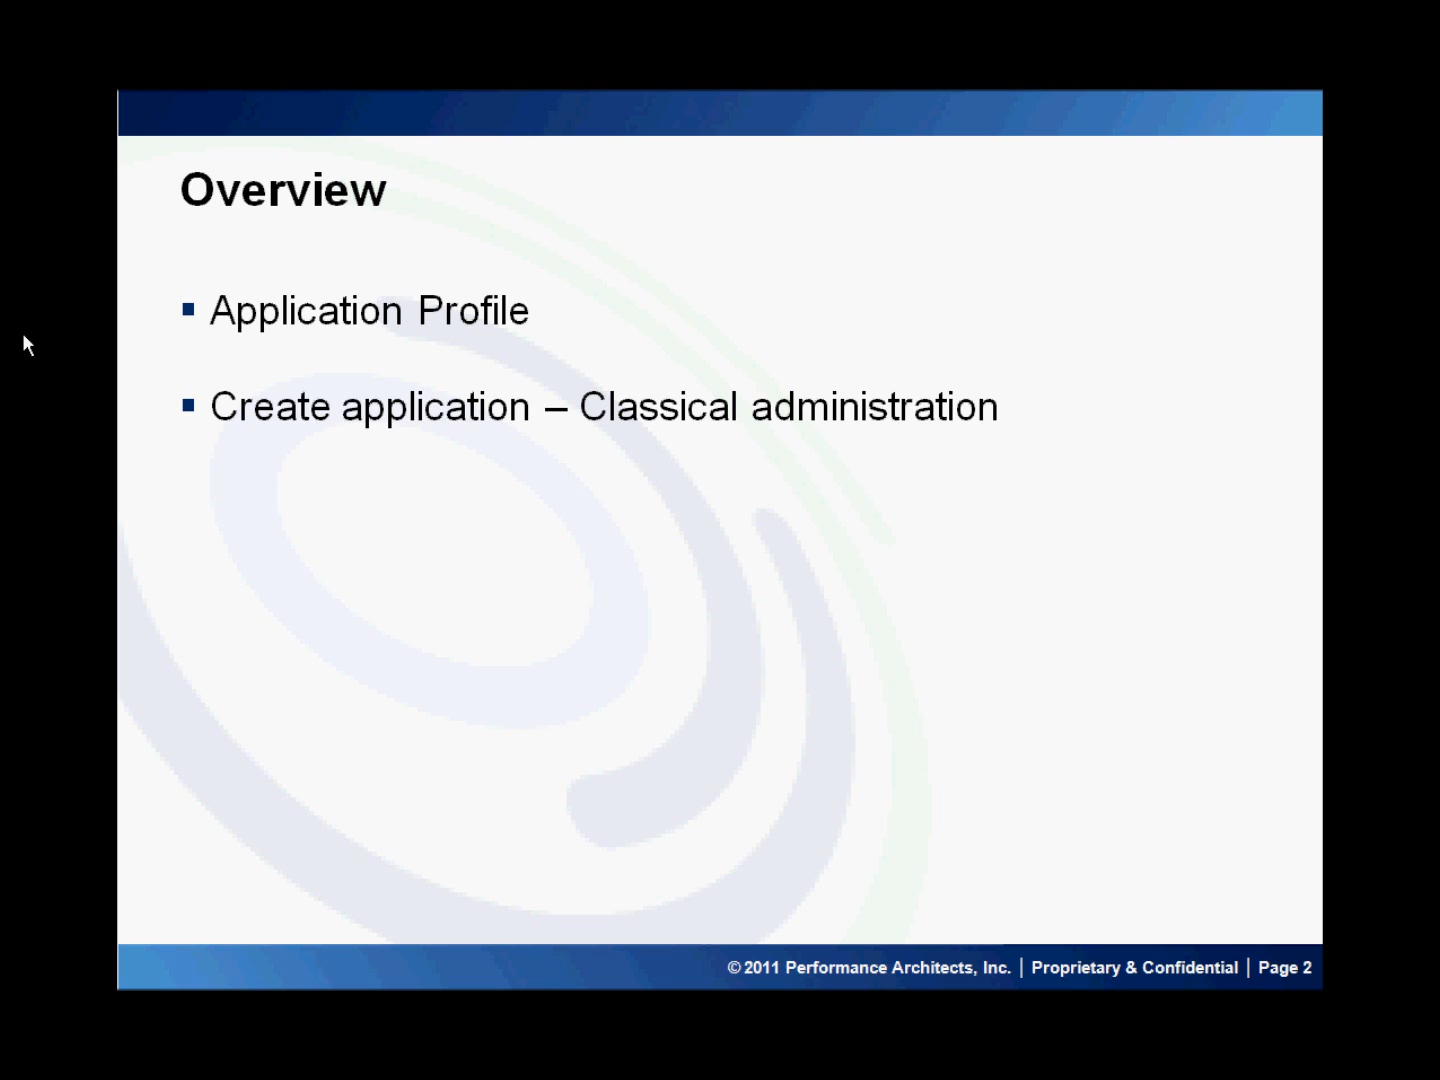 Overview
▪ Application Profile
▪ Create application – Classical administration
© 2011 Performance Architects, Inc. | Proprietary & Confidential | Page 2